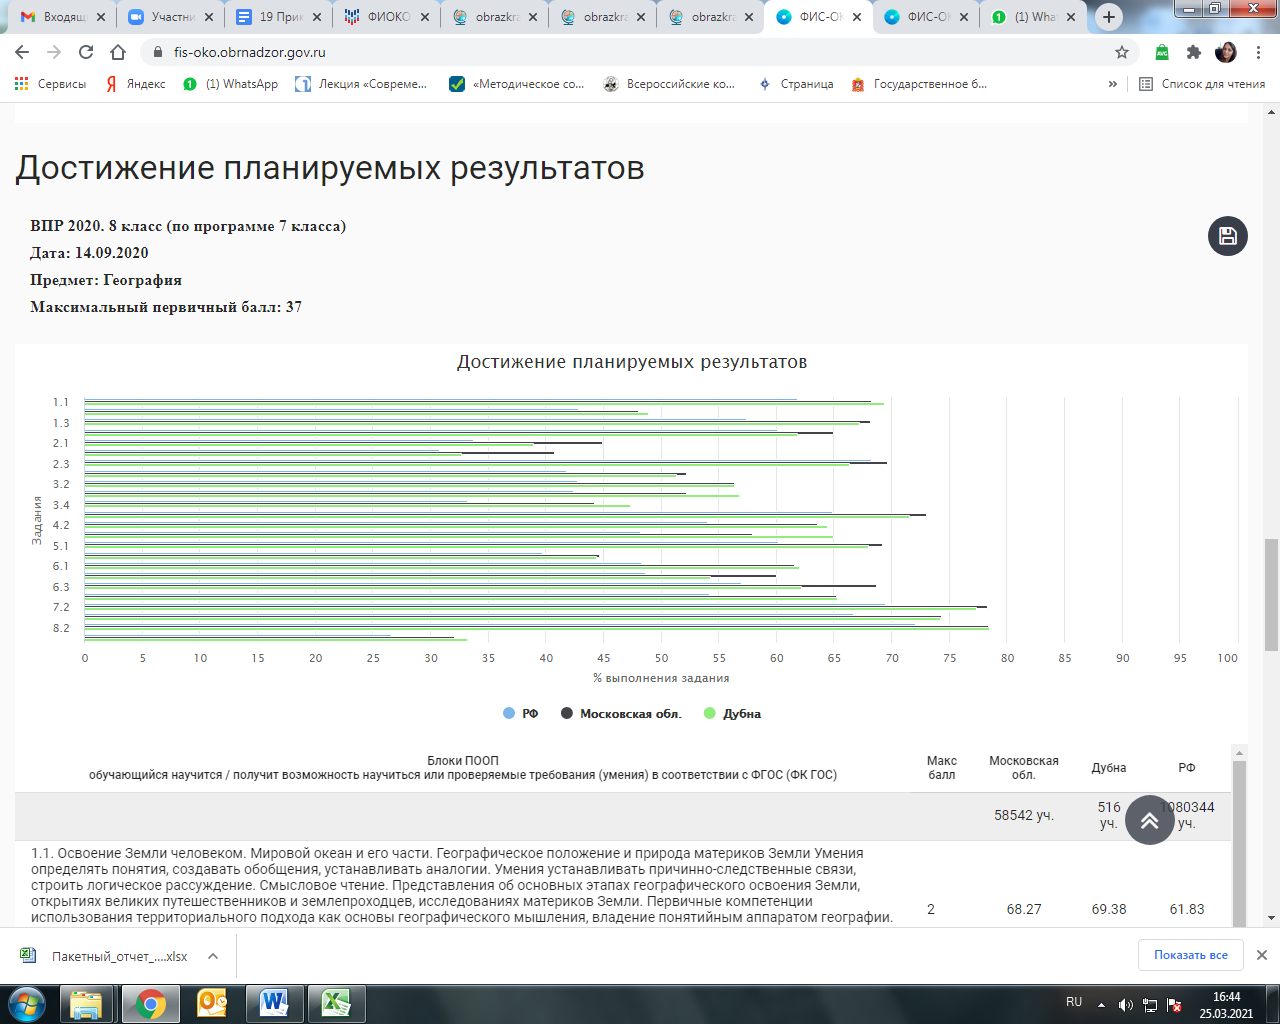 Входящ
Участни
19 При
ФИОКО
obrazkra
obrazkra
obrazkra
ФИС-О
ФИС-О
(1) What
fis-oko.obrnadzor.gov.ru
Сервисы
Яндекс
(1) WhatsApp
Лекция «Совреме...
«Методическое со...
Всероссийские ко...
Страница
Государственное б...
»
Список для чтения
Достижение планируемых результатов
ВПР 2020. 8 класс (по программе 7 класса)
Дата: 14.09.2020
Предмет: География
Максимальный первичный балл: 37
Достижение планируемых результатов
Задания
1.1
1.3
2.1
2.3
3.2
3.4
4.2
5.1
6.1
6.3
7.2
8.2
0 5 10 15 20 25 30 35 40 45 50 55 60 65 70 75 80 85 90 95 100
% выполнения задания
РФ Московская обл. Дубна
Блоки ПООП
обучающийся научится / получит возможность научиться или проверяемые требования (умения) в соответствии с ФГОС (ФК ГОС)
Макс
балл
Московская
обл.
Дубна
РФ
58542 уч.
516
уч.
1080344
уч.
1.1. Освоение Земли человеком. Мировой океан и его части. Географическое положение и природа материков Земли Умения
определять понятия, создавать обобщения, устанавливать аналогии. Умения устанавливать причинно-следственные связи,
строить логическое рассуждение. Смысловое чтение. Представления об основных этапах географического освоения Земли,
открытиях великих путешественников и землепроходцев, исследованиях материков Земли. Первичные компетенции
использования территориального подхода как основы географического мышления, владение понятийным аппаратом географии.
2 68.27 69.38 61.83
Пакетный_отчет_....xlsx
Показать все
RU
16:44
25.03.2021